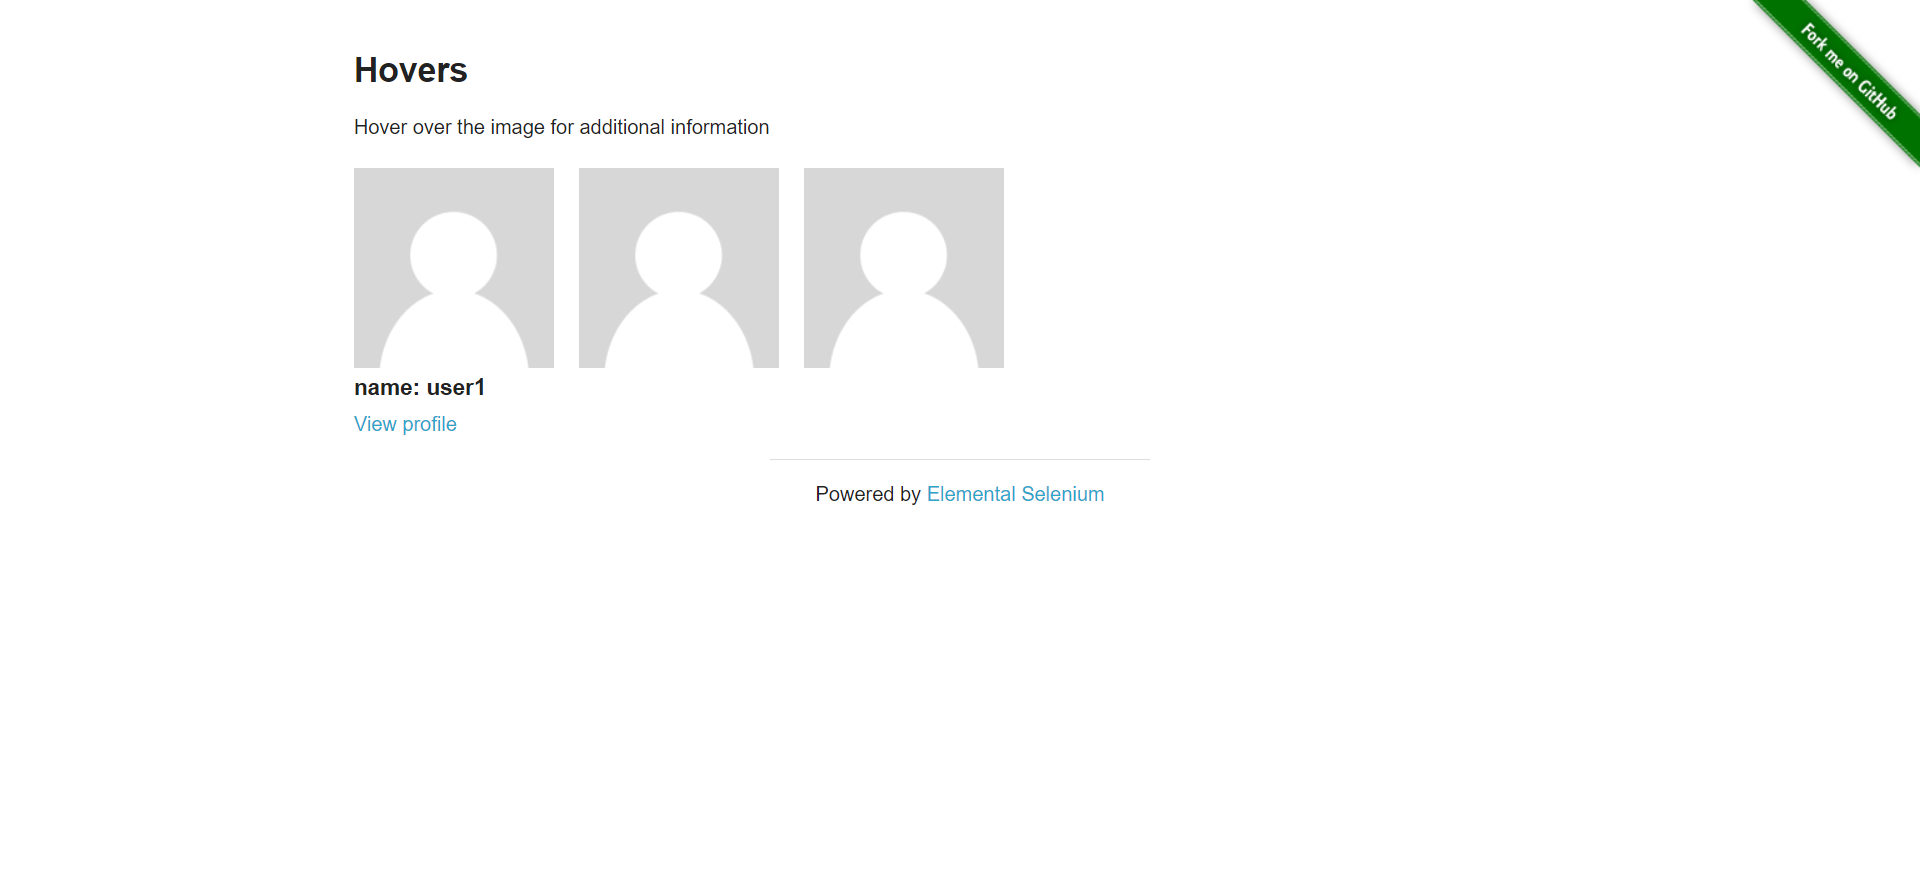 Fork me on GitHub
Hovers
Hover over the image for additional information
name: user1
View profile
Powered by Elemental Selenium